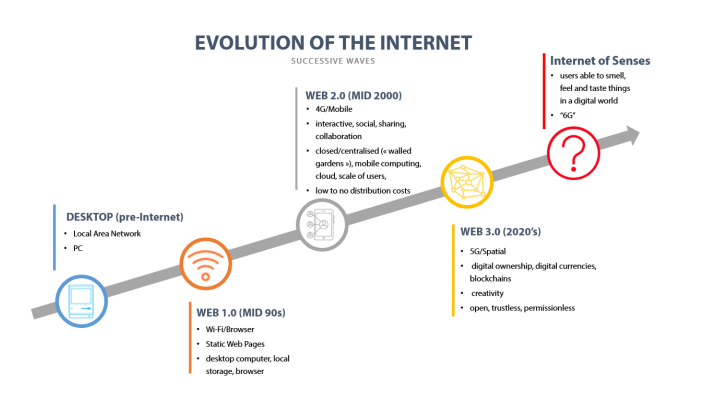 EVOLUTION OF THE INTERNET
SUCCESSIVE WAVES
DESKTOP (pre-Internet)
• Local Area Network
• PC
WEB 1.0 (MID 90s)
• Wi-Fi/Browser
• Static Web Pages
• desktop computer, local
storage, browser
WEB 2.0 (MID 2000)
• 4G/Mobile
• interactive, social, sharing,
collaboration
• closed/centralised (« walled
gardens »), mobile computing,
cloud, scale of users,
• low to no distribution costs
WEB 3.0 (2020's)
• 5G/Spatial
• digital ownership, digital currencies,
blockchains
• creativity
• open, trustless, permissionless
Internet of Senses
• users able to smell,
feel and taste things
in a digital world
• "6G"
?